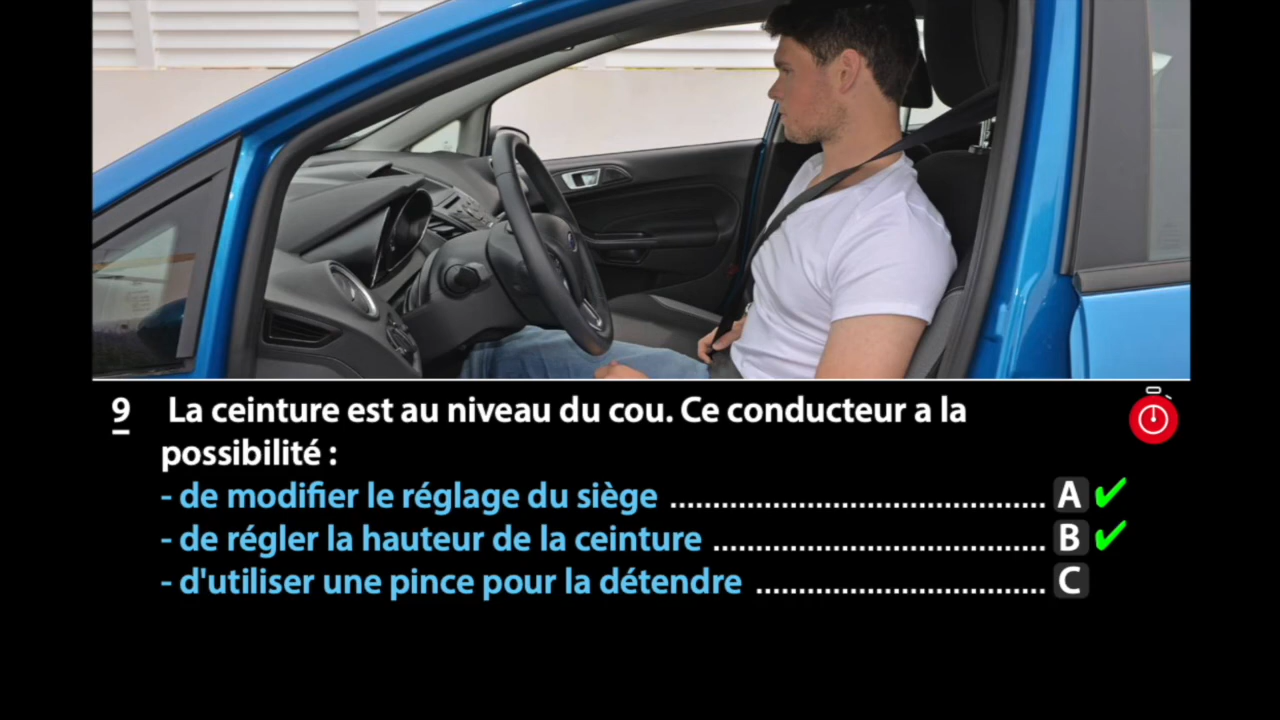 9 La ceinture est au niveau du cou. Ce conducteur a la
possibilité :
- de modifier le réglage du siège ............................................ A ✔
- de régler la hauteur de la ceinture ....................................... B ✔
- d'utiliser une pince pour la détendre .................................. C